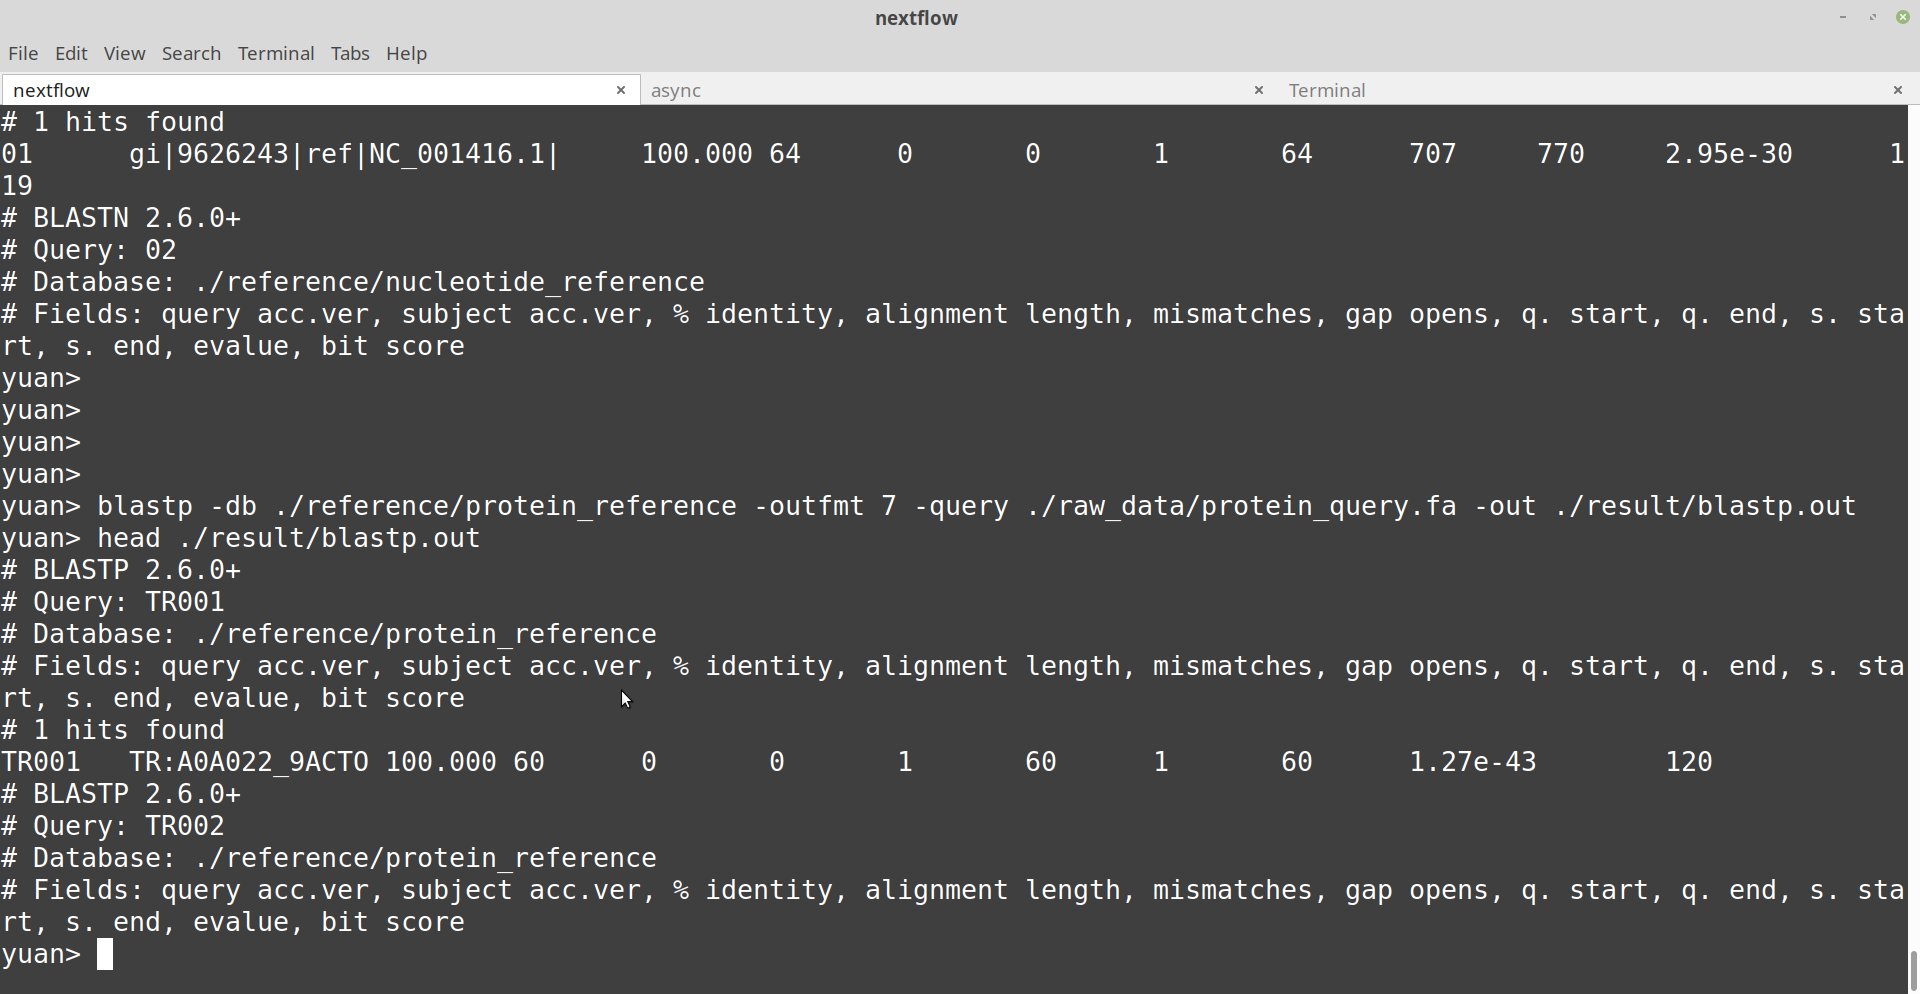 nextflow
File Edit View Search Terminal Tabs Help
nextflow × async × Terminal ×
# 1 hits found
01 gi|9626243|ref|NC_001416.1| 100.000 64 0 0 1 64 707 770 2.95e-30 1
19
# BLASTN 2.6.0+
# Query: 02
# Database: ./reference/nucleotide_reference
# Fields: query acc.ver, subject acc.ver, % identity, alignment length, mismatches, gap opens, q. start, q. end, s. sta
rt, s. end, evalue, bit score
yuan>
yuan>
yuan>
yuan>
yuan> blastp -db ./reference/protein_reference -outfmt 7 -query ./raw_data/protein_query.fa -out ./result/blastp.out
yuan> head ./result/blastp.out
# BLASTP 2.6.0+
# Query: TR001
# Database: ./reference/protein_reference
# Fields: query acc.ver, subject acc.ver, % identity, alignment length, mismatches, gap opens, q. start, q. end, s. sta
rt, s. end, evalue, bit score
# 1 hits found
TR001 TR:A0A022_9ACTO 100.000 60 0 0 1 60 1 60 1.27e-43 120
# BLASTP 2.6.0+
# Query: TR002
# Database: ./reference/protein_reference
# Fields: query acc.ver, subject acc.ver, % identity, alignment length, mismatches, gap opens, q. start, q. end, s. sta
rt, s. end, evalue, bit score
yuan>